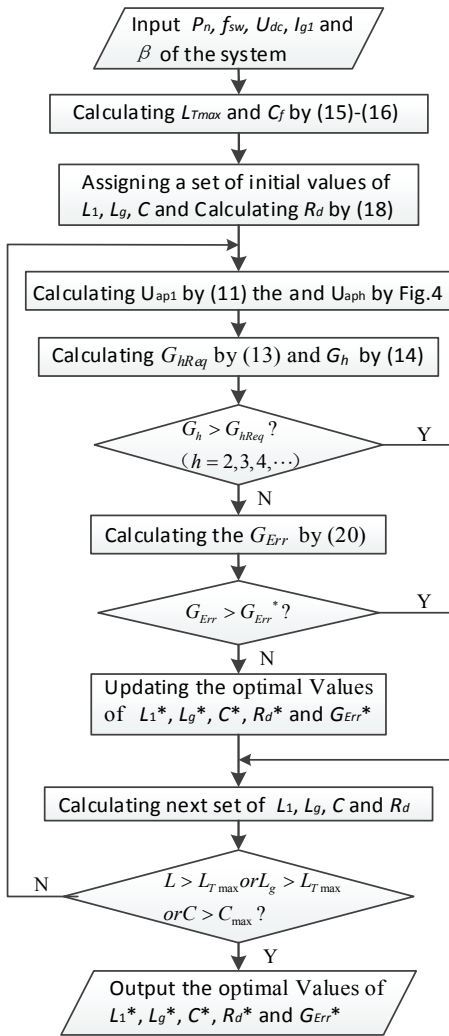 Input Pn, fsw, Udc, Ig1 and
β of the system
Calculating LTmax and Cf by (15)-(16)
Assigning a set of initial values of
L1, Lg, C and Calculating Rd by (18)
Calculating Uap1 by (11) the and Uaph by Fig.4
Calculating GhReq by (13) and Gh by (14)
Gh > GhReq ?
(h = 2,3,4,⋯)
Y
N
Calculating the GErr by (20)
GErr > GErr* ?
Y
N
Updating the optimal Values
of L1*, Lg*, C*, Rd* and GErr*
Calculating next set of L1, Lg, C and Rd
N
L > LTmax orLg > LTmax
orC > Cmax ?
Y
Output the optimal Values of
L1*, Lg*, C*, Rd* and GErr*